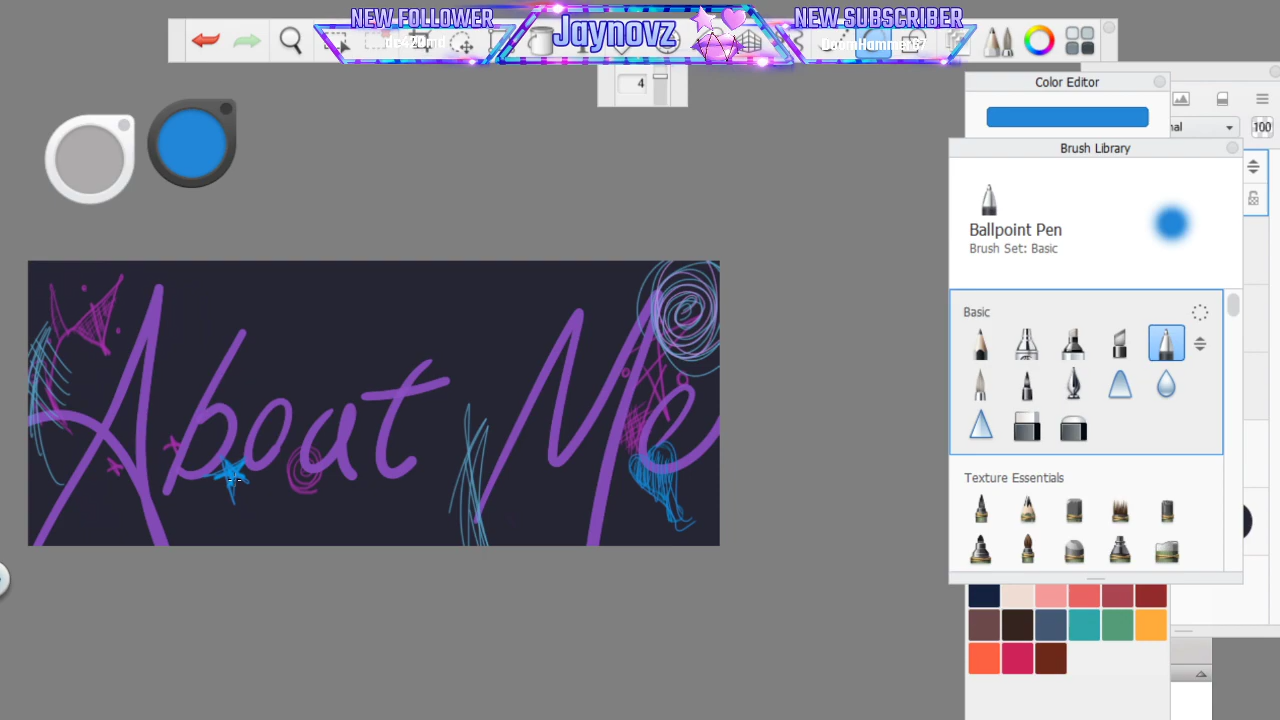 NEW FOLLOWER
Jaynovz
NEW SUBSCRIBER
4
Color Editor
nal
100
Brush Library
Ballpoint Pen
Brush Set: Basic
Basic
Texture Essentials
About Me